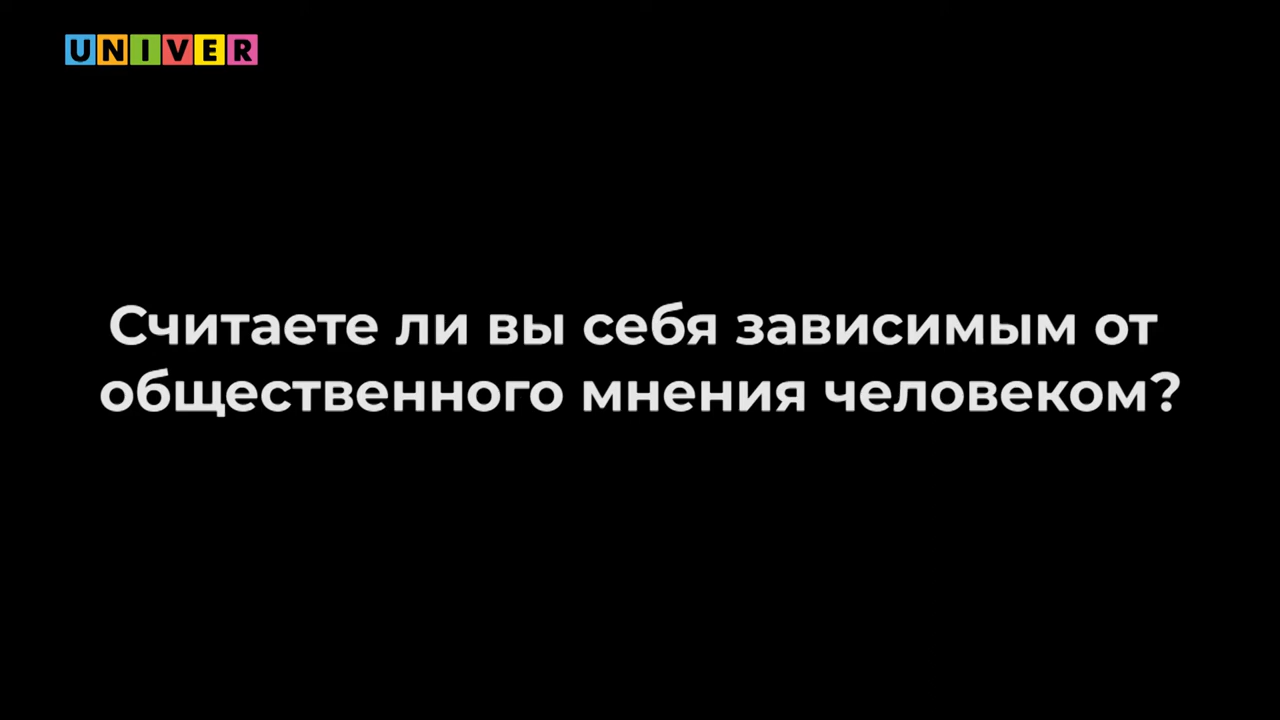 UNIVER
Считаете ли вы себя зависимым от
общественного мнения человеком?